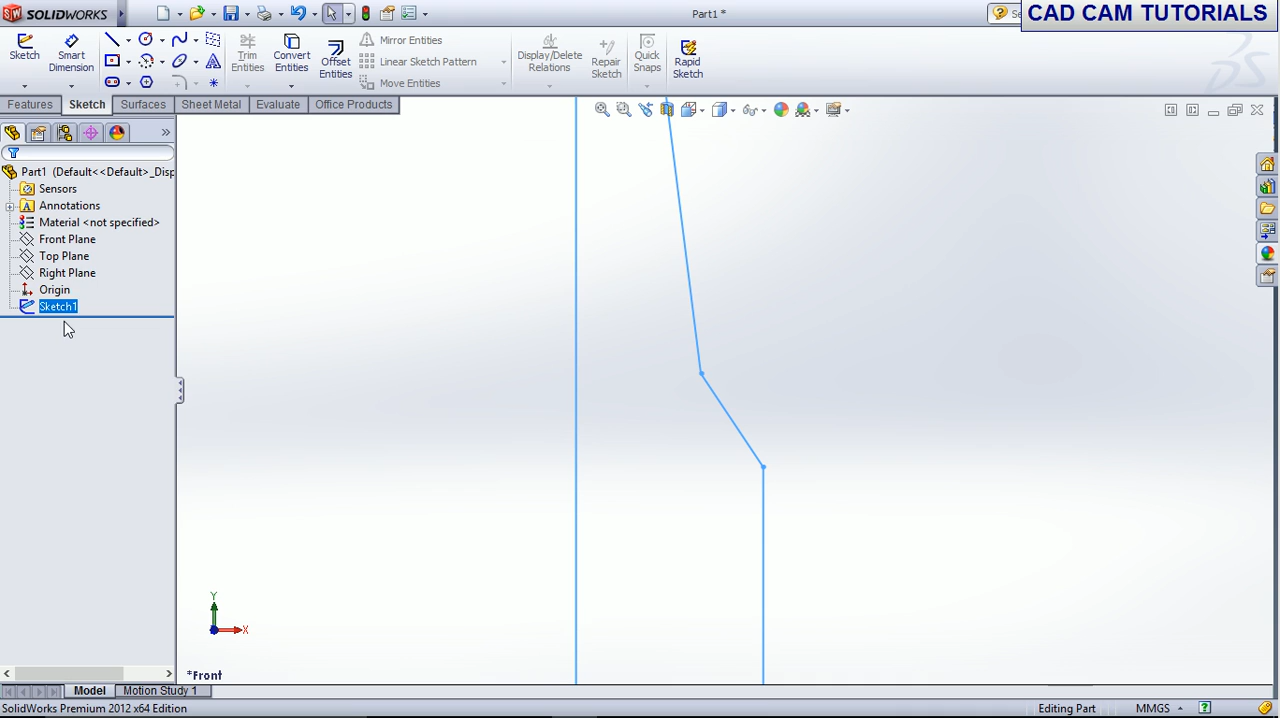 SOLIDWORKS
Part1 *
CAD CAM TUTORIALS
Sketch
Smart Dimension
Trim Entities
Convert Entities
Offset Entities
Mirror Entities
Linear Sketch Pattern
Move Entities
Display/Delete Relations
Repair Sketch
Quick Snaps
Rapid Sketch
Features
Sketch
Surfaces
Sheet Metal
Evaluate
Office Products
Part1 (Default<<Default>_Disp
Sensors
Annotations
Material <not specified>
Front Plane
Top Plane
Right Plane
Origin
Sketch1
Y
X
*Front
Model
Motion Study 1
SolidWorks Premium 2012 x64 Edition
Editing Part
MMGS